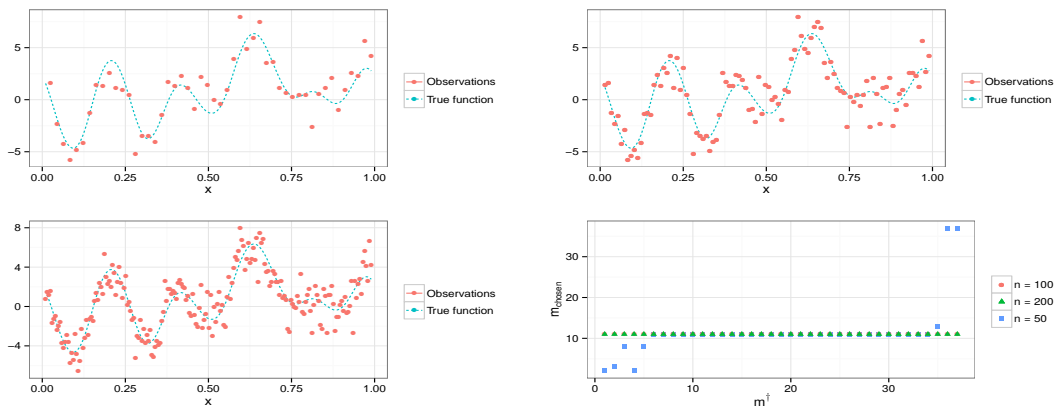 5
0
−5
0.00 0.25 0.50 0.75 1.00
x
Observations
True function
5
0
−5
0.00 0.25 0.50 0.75 1.00
x
Observations
True function
8
4
0
−4
0.00 0.25 0.50 0.75 1.00
x
Observations
True function
m_chosen
30
20
10
0 10 20 30
m†
n = 100
n = 200
n = 50